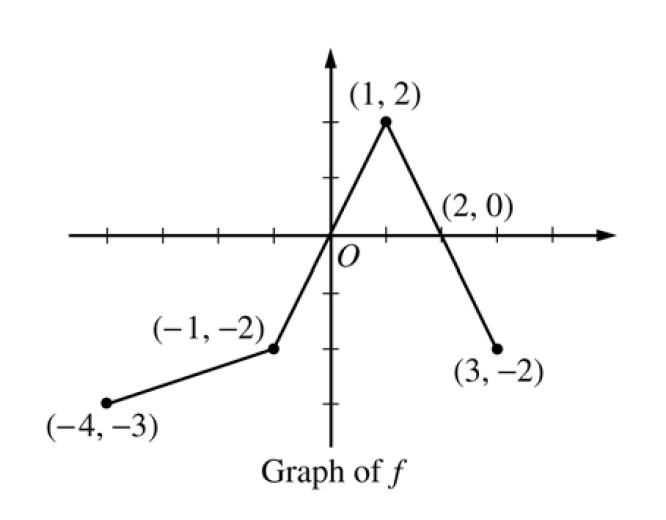 (1, 2)
(2, 0)
O
(−1, −2)
(3, −2)
(−4, −3)
Graph of f